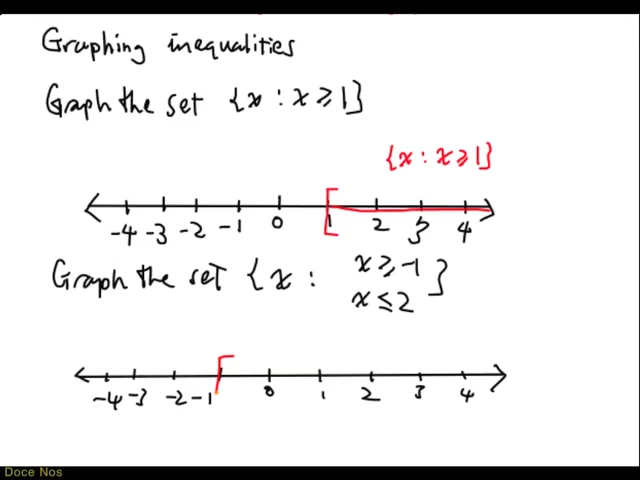 Graphing inequalities
Graph the set {x : x ≥ 1}
{x : x ≥ 1}
-4 -3 -2 -1 0 1 2 3 4
Graph the set {x : x ≥ -1
x ≤ 2 }
-4 -3 -2 -1 0 1 2 3 4
Doce Nos